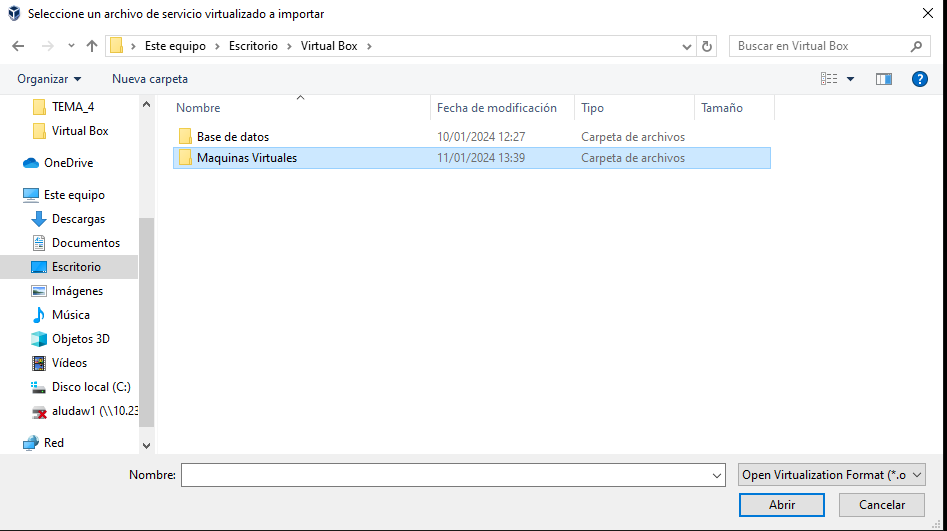 Seleccione un archivo de servicio virtualizado a importar
Este equipo > Escritorio > Virtual Box >
Buscar en Virtual Box
Organizar
Nueva carpeta
Nombre
Fecha de modificación
Tipo
Tamaño
Base de datos 10/01/2024 12:27 Carpeta de archivos
Maquinas Virtuales 11/01/2024 13:39 Carpeta de archivos
TEMA_4
Virtual Box
OneDrive
Este equipo
Descargas
Documentos
Escritorio
Imágenes
Música
Objetos 3D
Vídeos
Disco local (C:)
aludaw1 (\\10.23
Red
Nombre:
Open Virtualization Format (*.o
Abrir
Cancelar